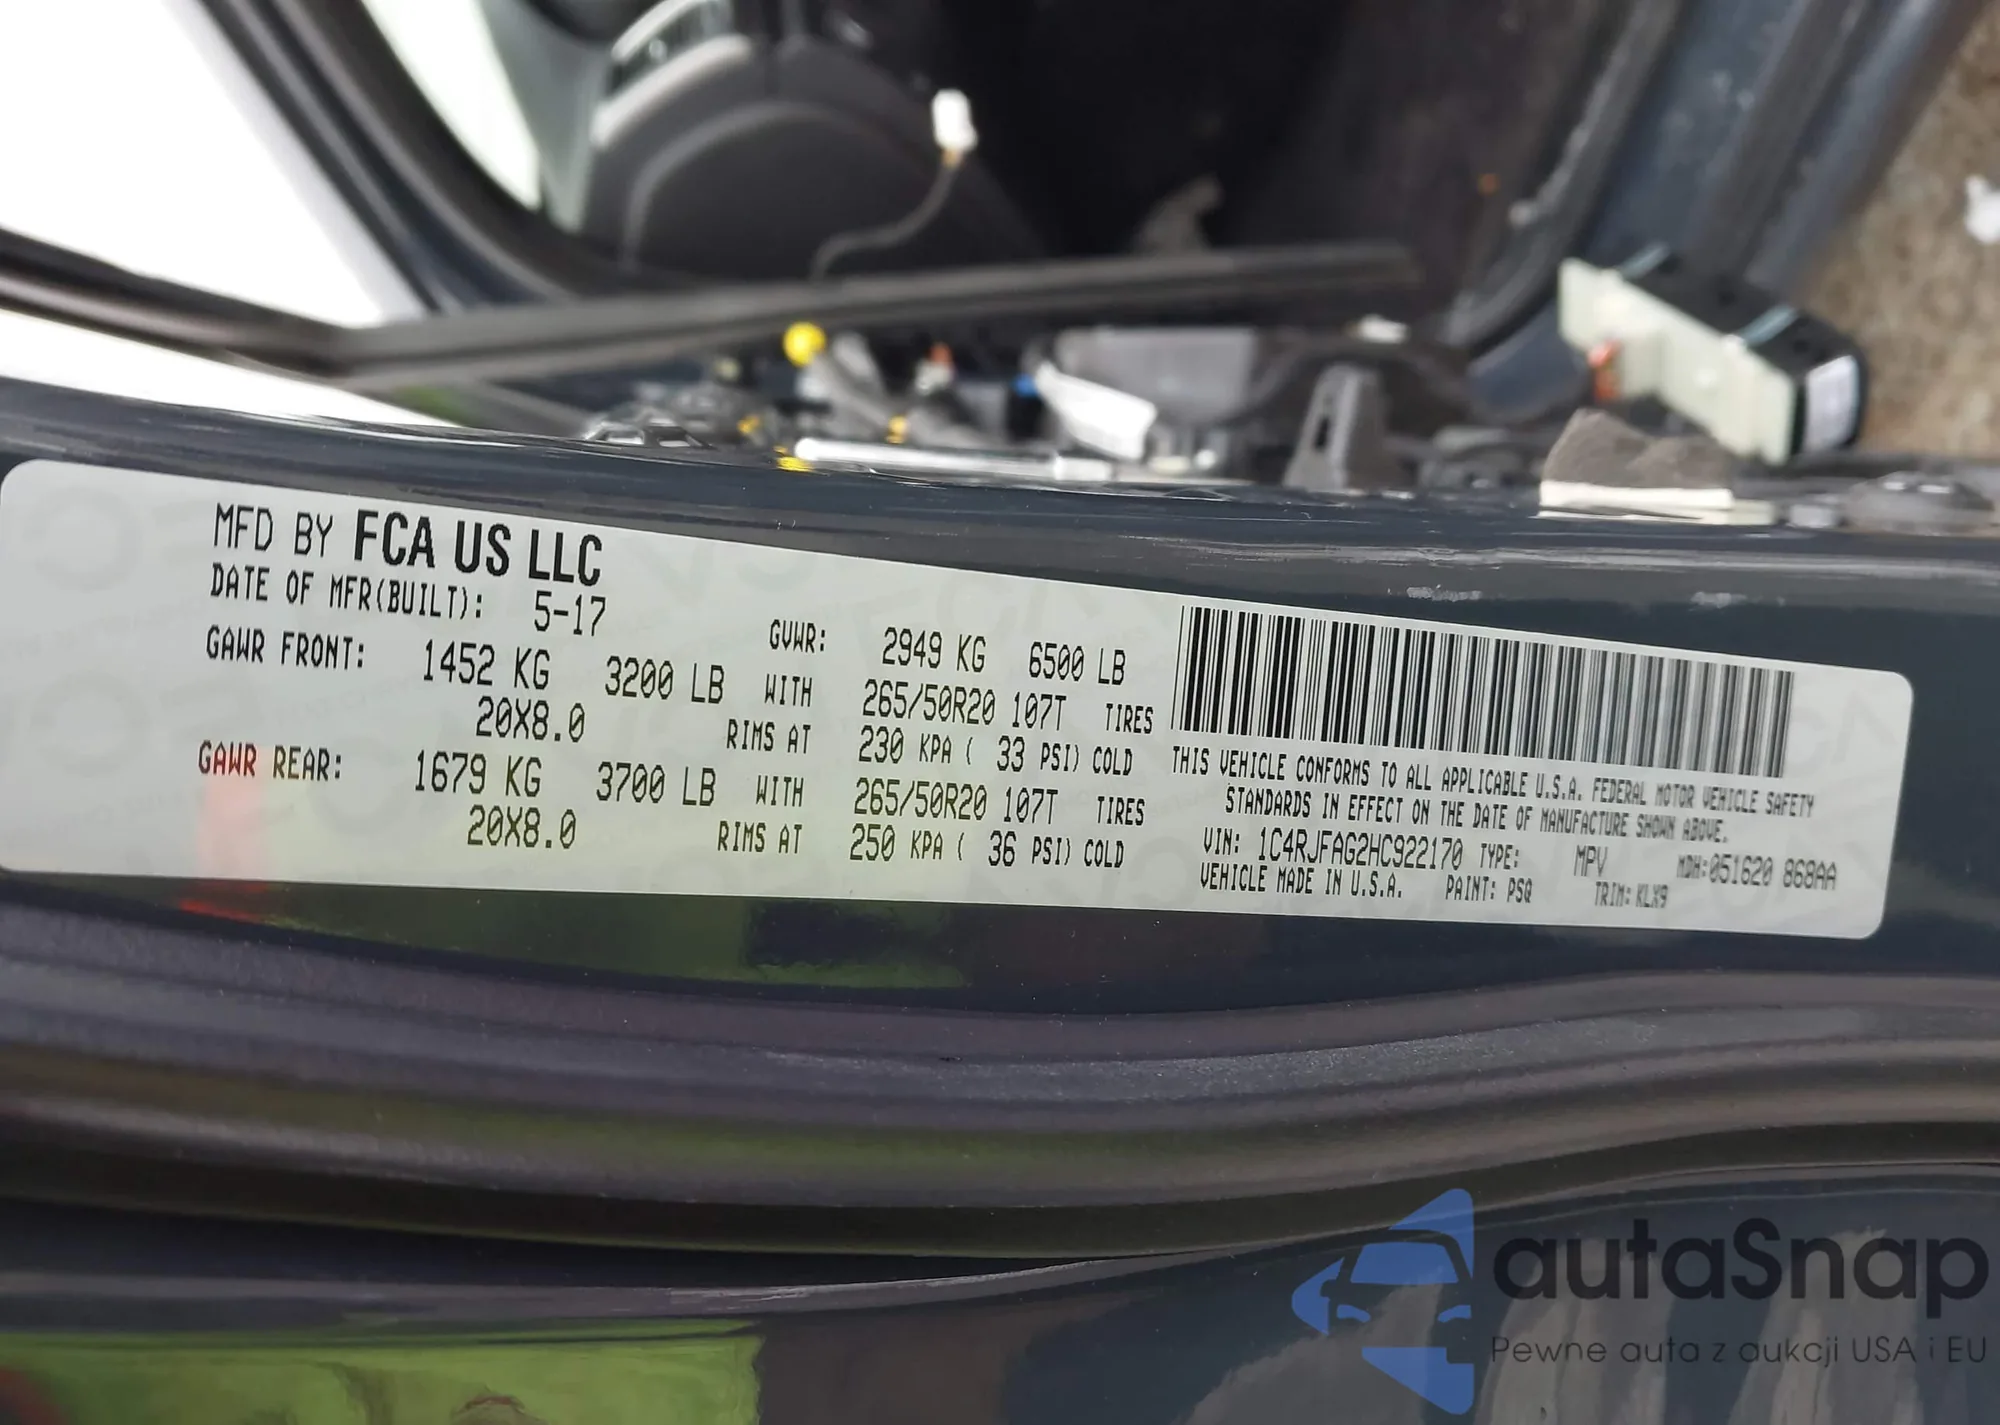 MFD BY FCA US LLC
DATE OF MFR(BUILT): 5-17 GVWR: 2949 KG 6500 LB
GAWR FRONT: 1452 KG 3200 LB WITH 265/50R20 107T TIRES
20X8.0 RIMS AT 230 KPA ( 33 PSI) COLD
GAWR REAR: 1679 KG 3700 LB WITH 265/50R20 107T TIRES
20X8.0 RIMS AT 250 KPA ( 36 PSI) COLD
THIS VEHICLE CONFORMS TO ALL APPLICABLE U.S.A. FEDERAL MOTOR VEHICLE SAFETY
STANDARDS IN EFFECT ON THE DATE OF MANUFACTURE SHOWN ABOVE.
VIN: 1C4RJFAG2HC922170 TYPE: MPV MDH:051620 868AA
VEHICLE MADE IN U.S.A. PAINT: PSQ TRIM: KLX9
autaSnap
Pewne auta z aukcji USA i EU